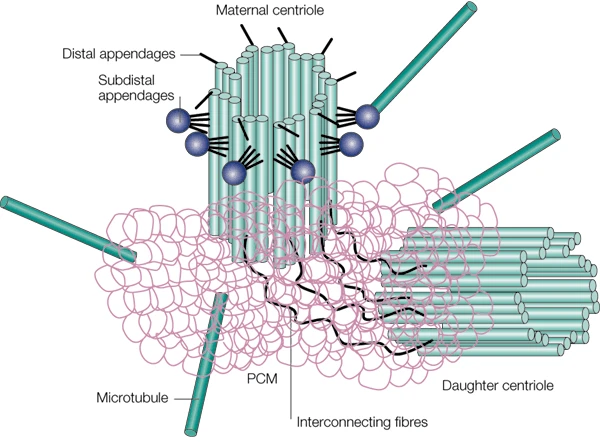 Maternal centriole
Distal appendages
Subdistal
appendages
PCM
Daughter centriole
Microtubule
Interconnecting fibres